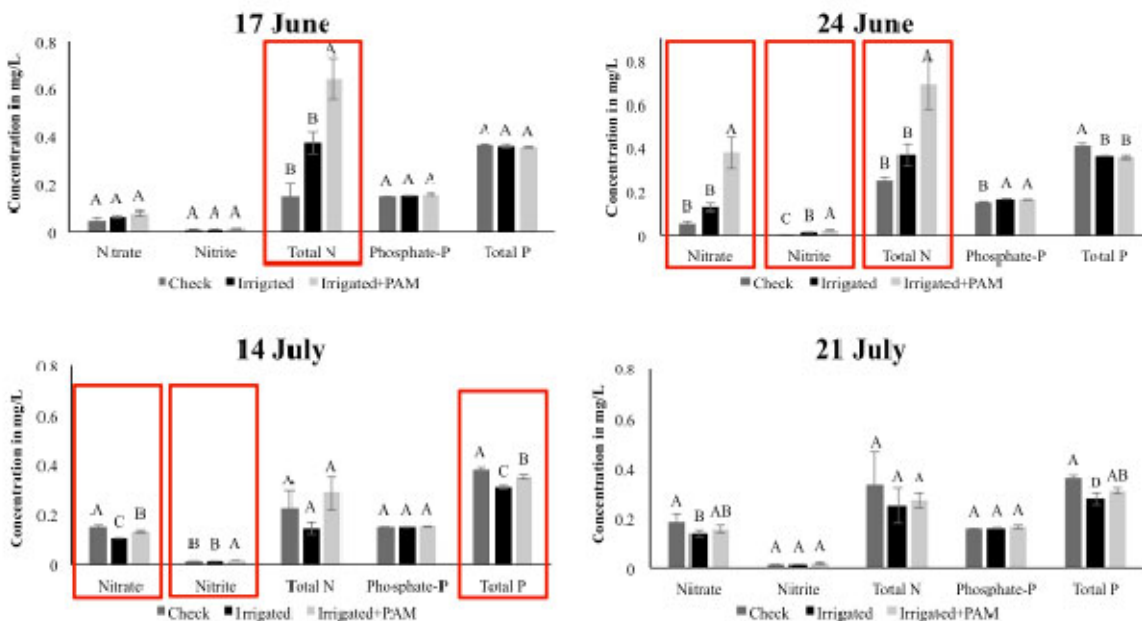 17 June
Concentration in mg/L
0.8
0.6
0.4
0.2
0
A A A
A A A
B B A
A A A
A A A
Nitrate Nitrite Total N Phosphate-P Total P
Check Irrigated Irrigated+PAM
24 June
Concentration in mg/L
0.8
0.6
0.4
0.2
0
B B A
C B A
B B A
B A A
A B B
Nitrate Nitrite Total N Phosphate-P Total P
Check Irrigated Irrigated+PAM
14 July
Concentration in mg/L
0.8
0.6
0.4
0.2
0
A C B
B B A
A A A
A A A
A C B
Nitrate Nitrite Total N Phosphate-P Total P
Check Irrigated Irrigated+PAM
21 July
Concentration in mg/L
0.8
0.6
0.4
0.2
0
A B AB
A A A
A A A
A A A
A AB
Nitrate Nitrite Total N Phosphate-P Total P
Check Irrigated Irrigated+PAM